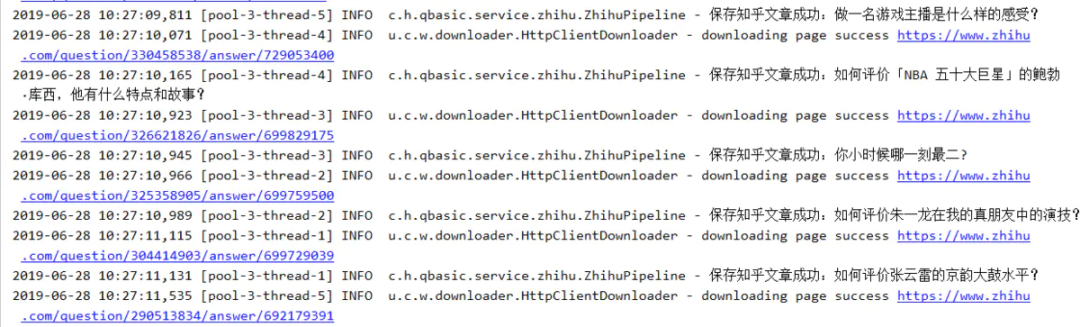 2019-06-28 10:27:09,811 [pool-3-thread-5] INFO  c.h.qbasic.service.zhihu.ZhihuPipeline - 保存知乎文章成功：做一名游戏主播是什么样的感受？
2019-06-28 10:27:10,071 [pool-3-thread-4] INFO  u.c.w.downloader.HttpClientDownloader - downloading page success https://www.zhihu
.com/question/330458538/answer/729053400
2019-06-28 10:27:10,165 [pool-3-thread-4] INFO  c.h.qbasic.service.zhihu.ZhihuPipeline - 保存知乎文章成功：如何评价「NBA 五十大巨星」的鲍勃
·库西，他有什么特点和故事？
2019-06-28 10:27:10,923 [pool-3-thread-3] INFO  u.c.w.downloader.HttpClientDownloader - downloading page success https://www.zhihu
.com/question/326621826/answer/699829175
2019-06-28 10:27:10,945 [pool-3-thread-3] INFO  c.h.qbasic.service.zhihu.ZhihuPipeline - 保存知乎文章成功：你小时候哪一刻最二？
2019-06-28 10:27:10,966 [pool-3-thread-2] INFO  u.c.w.downloader.HttpClientDownloader - downloading page success https://www.zhihu
.com/question/325358905/answer/699759500
2019-06-28 10:27:10,989 [pool-3-thread-2] INFO  c.h.qbasic.service.zhihu.ZhihuPipeline - 保存知乎文章成功：如何评价朱一龙在我的真朋友中的演技？
2019-06-28 10:27:11,115 [pool-3-thread-1] INFO  u.c.w.downloader.HttpClientDownloader - downloading page success https://www.zhihu
.com/question/304414903/answer/699729039
2019-06-28 10:27:11,131 [pool-3-thread-1] INFO  c.h.qbasic.service.zhihu.ZhihuPipeline - 保存知乎文章成功：如何评价张云雷的京韵大鼓水平？
2019-06-28 10:27:11,535 [pool-3-thread-5] INFO  u.c.w.downloader.HttpClientDownloader - downloading page success https://www.zhihu
.com/question/290513834/answer/692179391